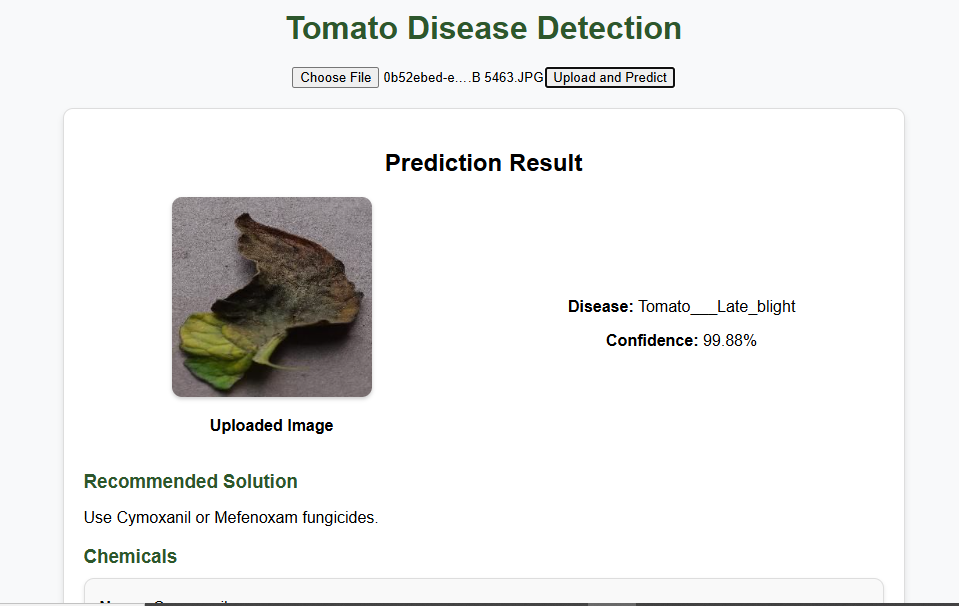 Tomato Disease Detection
Choose File 0b52ebed-e....B 5463.JPG Upload and Predict
Prediction Result
Disease: Tomato___Late_blight
Confidence: 99.88%
Uploaded Image
Recommended Solution
Use Cymoxanil or Mefenoxam fungicides.
Chemicals